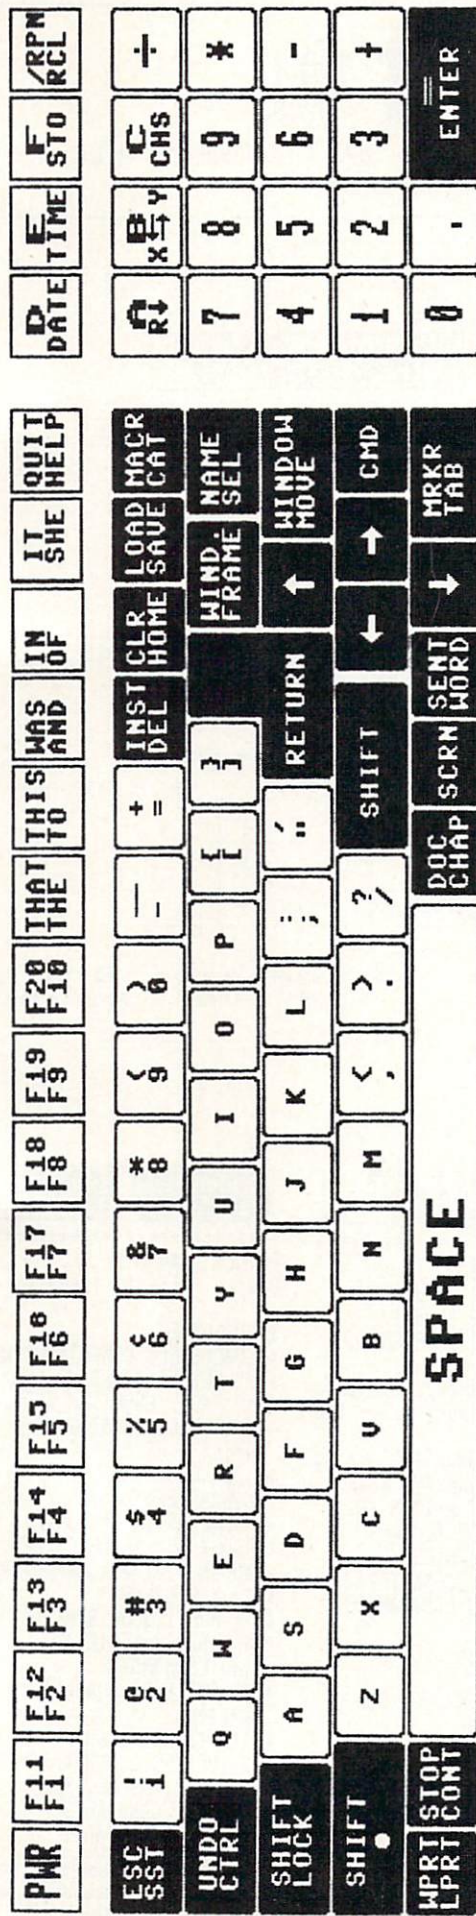 PWR
F11
F1
F12
F2
F13
F3
F14
F4
F15
F5
F16
F6
F17
F7
F18
F8
F19
F9
F20
F10
THAT
THE
THIS
TO
WAS
AND
IN
OF
IT
SHE
QUIT
HELP
D
DATE
E
TIME
F
STO
/RPN
RCL
ESC
SST
!
1
@
2
#
3
$
4
%
5
¢
6
&
7
*
8
(
9
)
0
—
-
+
=
INST
DEL
CLR
HOME
LOAD
SAVE
MACR
CAT
A
R↓
B
X↔Y
C
CHS
÷
UNDO
CTRL
Q
W
E
R
T
Y
U
I
O
P
{
[
}
]
WIND.
FRAME
NAME
SEL
7
8
9
*
SHIFT
LOCK
A
S
D
F
G
H
J
K
L
:
;
'
"
RETURN
↑
WINDOW
MOVE
4
5
6
-
SHIFT
•
Z
X
C
V
B
N
M
<
,
>
.
?
/
SHIFT
←
→
CMD
1
2
3
+
WPRT
LPRT
STOP
CONT
SPACE
DOC
CHAP
SCRN
SENT
WORD
↓
MRKR
TAB
0
.
=
ENTER